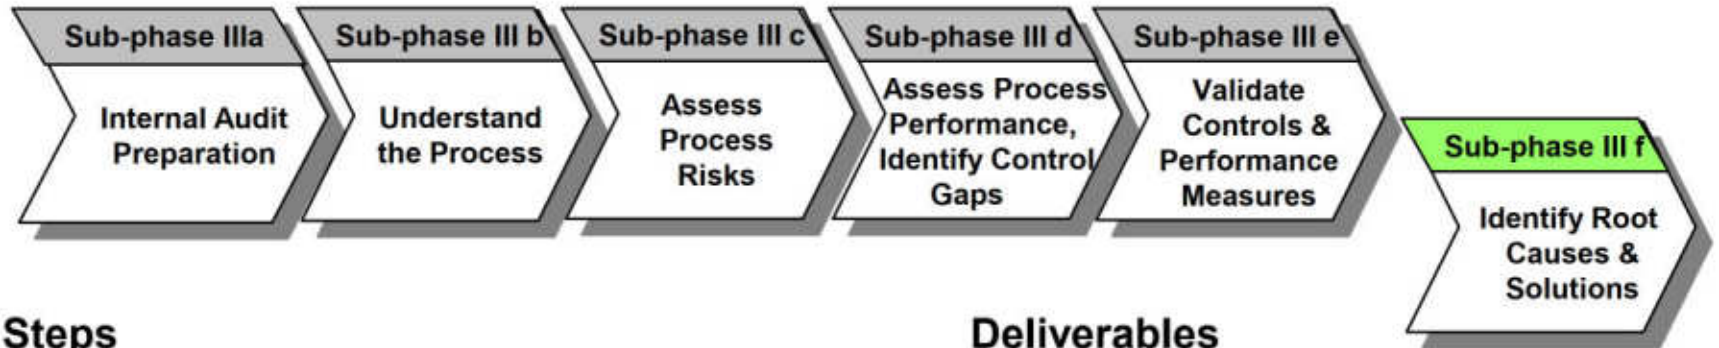 Sub-phase IIIa
Internal Audit
Preparation
Sub-phase III b
Understand
the Process
Sub-phase III c
Assess
Process
Risks
Sub-phase III d
Assess Process
Performance,
Identify Control
Gaps
Sub-phase III e
Validate
Controls &
Performance
Measures
Sub-phase III f
Identify Root
Causes &
Solutions
Steps
Deliverables